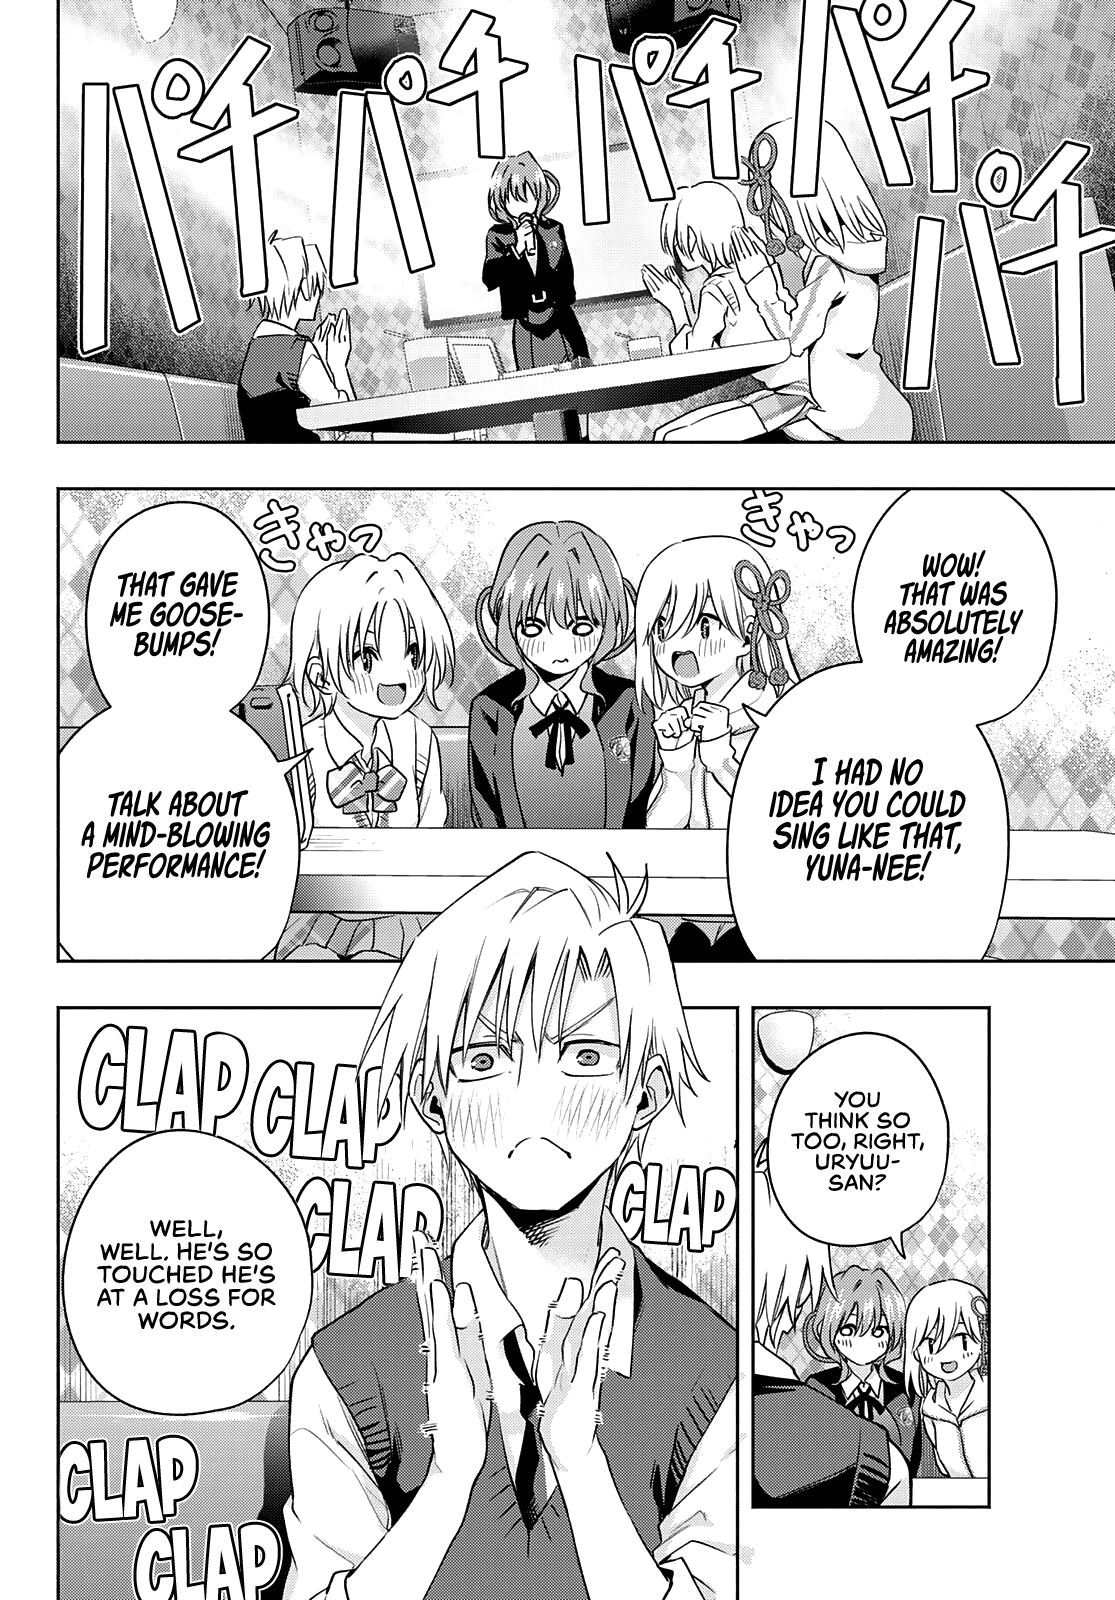 パチ
パチ
パチ
パチ
パチ
WOW!
THAT WAS
ABSOLUTELY
AMAZING!
I HAD NO
IDEA YOU COULD
SING LIKE THAT,
YUNA-NEE!
きゃっ
きゃっ
THAT GAVE
ME GOOSE-
BUMPS!
TALK ABOUT
A MIND-BLOWING
PERFORMANCE!
YOU
THINK SO
TOO, RIGHT,
URYUU-
SAN?
CLAP
CLAP
CLAP
CLAP
WELL,
WELL. HE'S SO
TOUCHED HE'S
AT A LOSS FOR
WORDS.
CLAP
CLAP